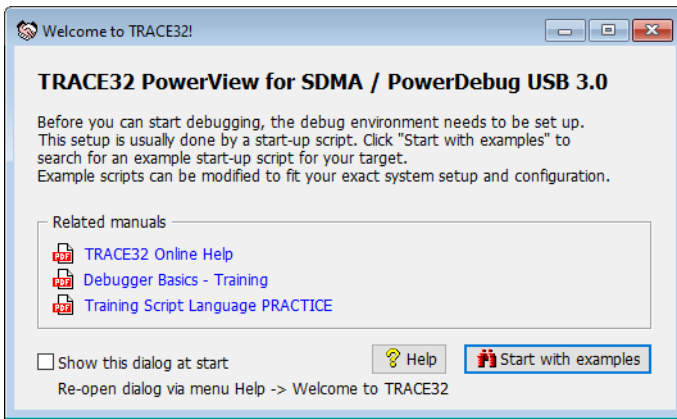 Welcome to TRACE32!
TRACE32 PowerView for SDMA / PowerDebug USB 3.0
Before you can start debugging, the debug environment needs to be set up.
This setup is usually done by a start-up script. Click "Start with examples" to
search for an example start-up script for your target.
Example scripts can be modified to fit your exact system setup and configuration.
Related manuals
PDF TRACE32 Online Help
PDF Debugger Basics - Training
PDF Training Script Language PRACTICE
Show this dialog at start
? Help
Start with examples
Re-open dialog via menu Help -> Welcome to TRACE32